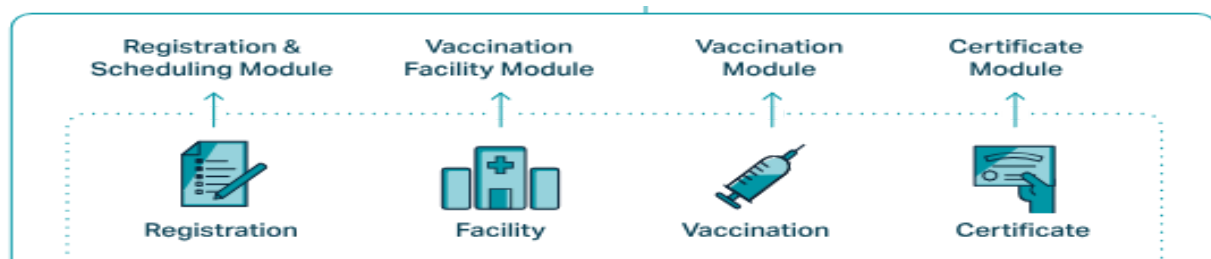 Registration &
Scheduling Module
Vaccination
Facility Module
Vaccination
Module
Certificate
Module
Registration
Facility
Vaccination
Certificate